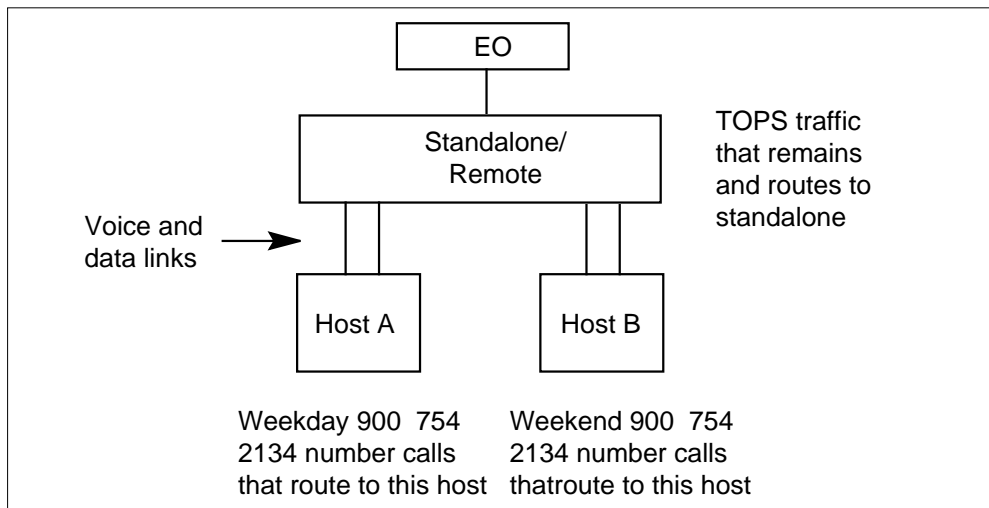 EO
Standalone/
Remote
TOPS traffic
that remains
and routes to
standalone
Voice and
data links
Host A
Host B
Weekday 900  754
2134 number calls
that route to this host
Weekend 900  754
2134 number calls
thatroute to this host